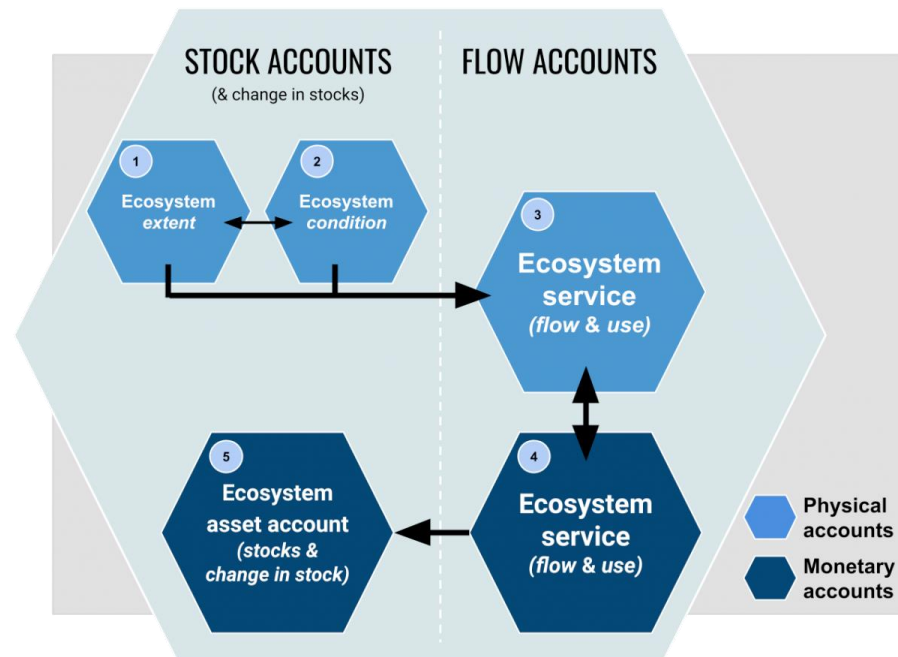 STOCK ACCOUNTS
(& change in stocks)
FLOW ACCOUNTS
1
Ecosystem
extent
2
Ecosystem
condition
3
Ecosystem
service
(flow & use)
5
Ecosystem
asset account
(stocks &
change in stock)
4
Ecosystem
service
(flow & use)
Physical
accounts
Monetary
accounts